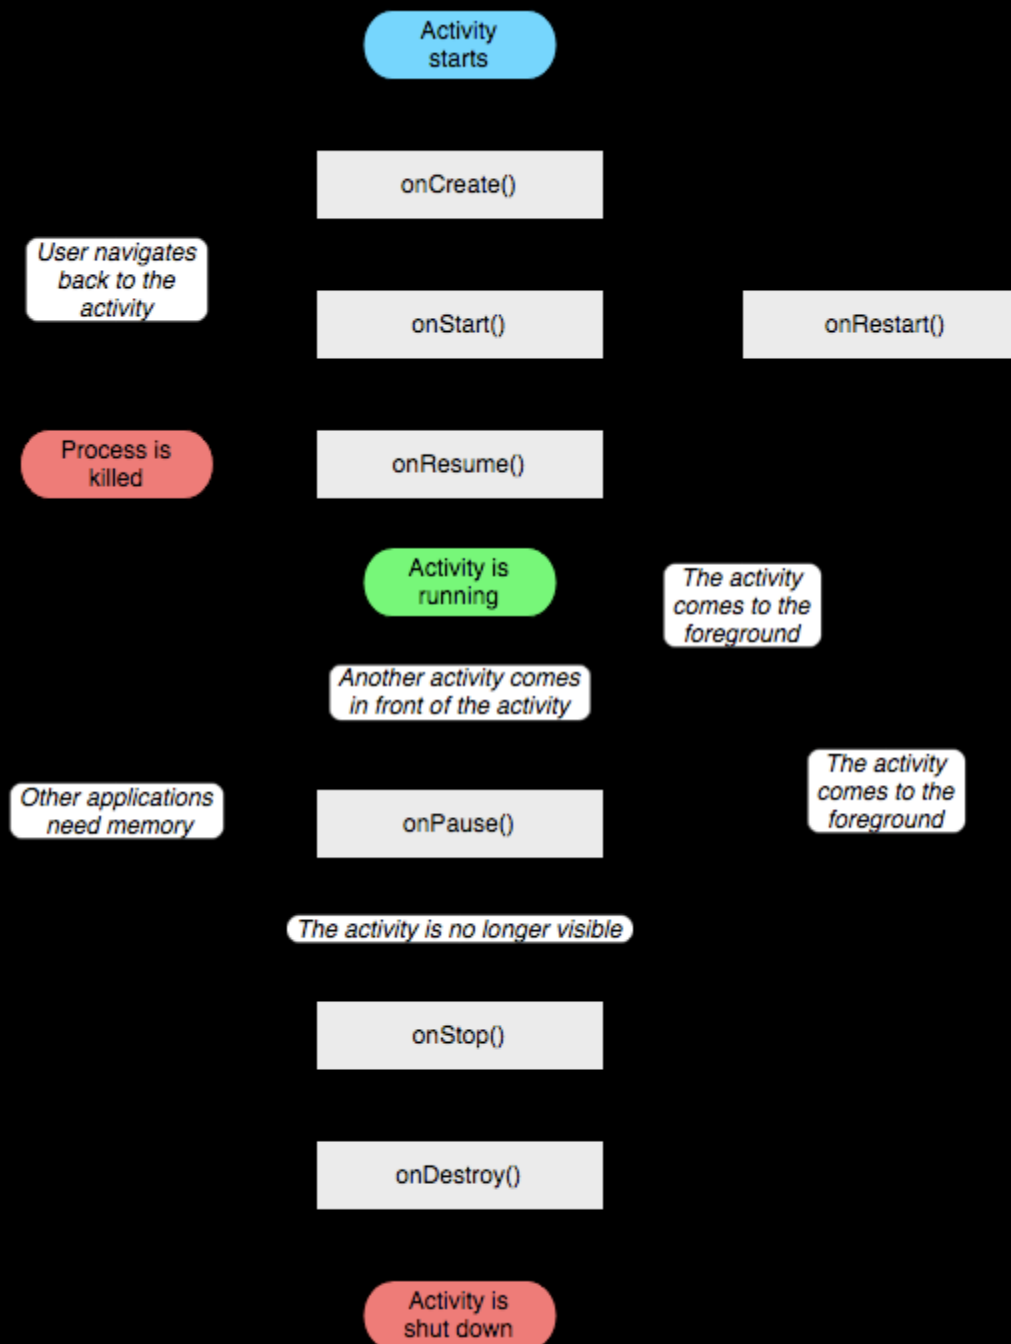 Activity
starts
onCreate()
User navigates
back to the
activity
onStart()
onRestart()
Process is
killed
onResume()
Activity is
running
The activity
comes to the
foreground
Another activity comes
in front of the activity
The activity
comes to the
foreground
Other applications
need memory
onPause()
The activity is no longer visible
onStop()
onDestroy()
Activity is
shut down